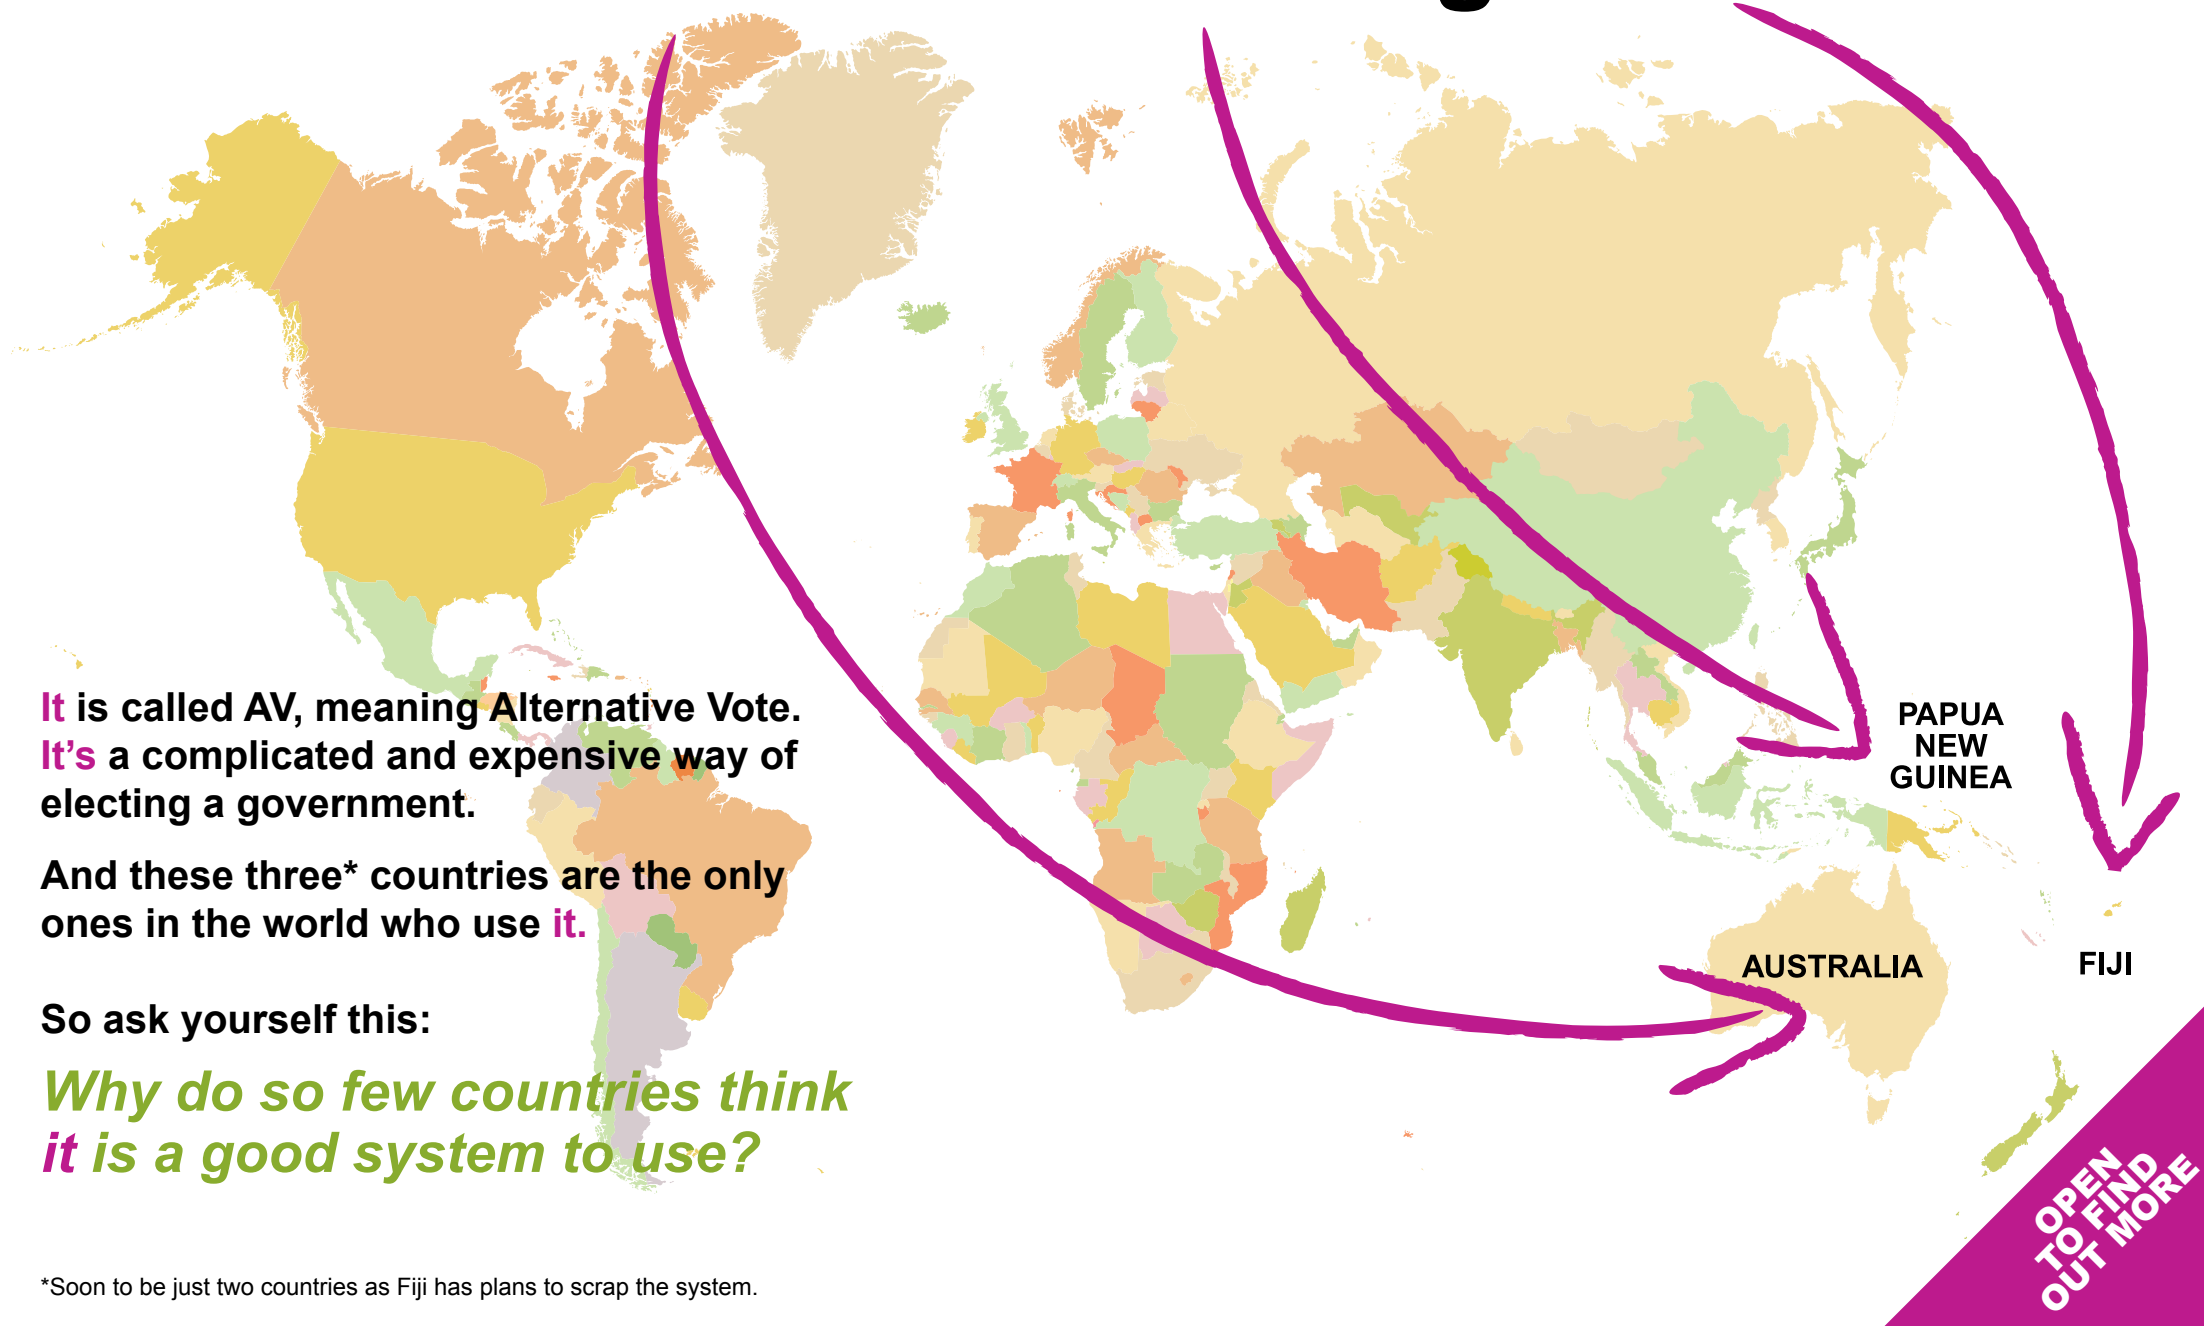 It is called AV, meaning Alternative Vote.
It's a complicated and expensive way of
electing a government.
And these three* countries are the only
ones in the world who use it.
So ask yourself this:
Why do so few countries think
it is a good system to use?
*Soon to be just two countries as Fiji has plans to scrap the system.
PAPUA
NEW
GUINEA
AUSTRALIA
FIJI
OPEN
TO FIND
OUT MORE